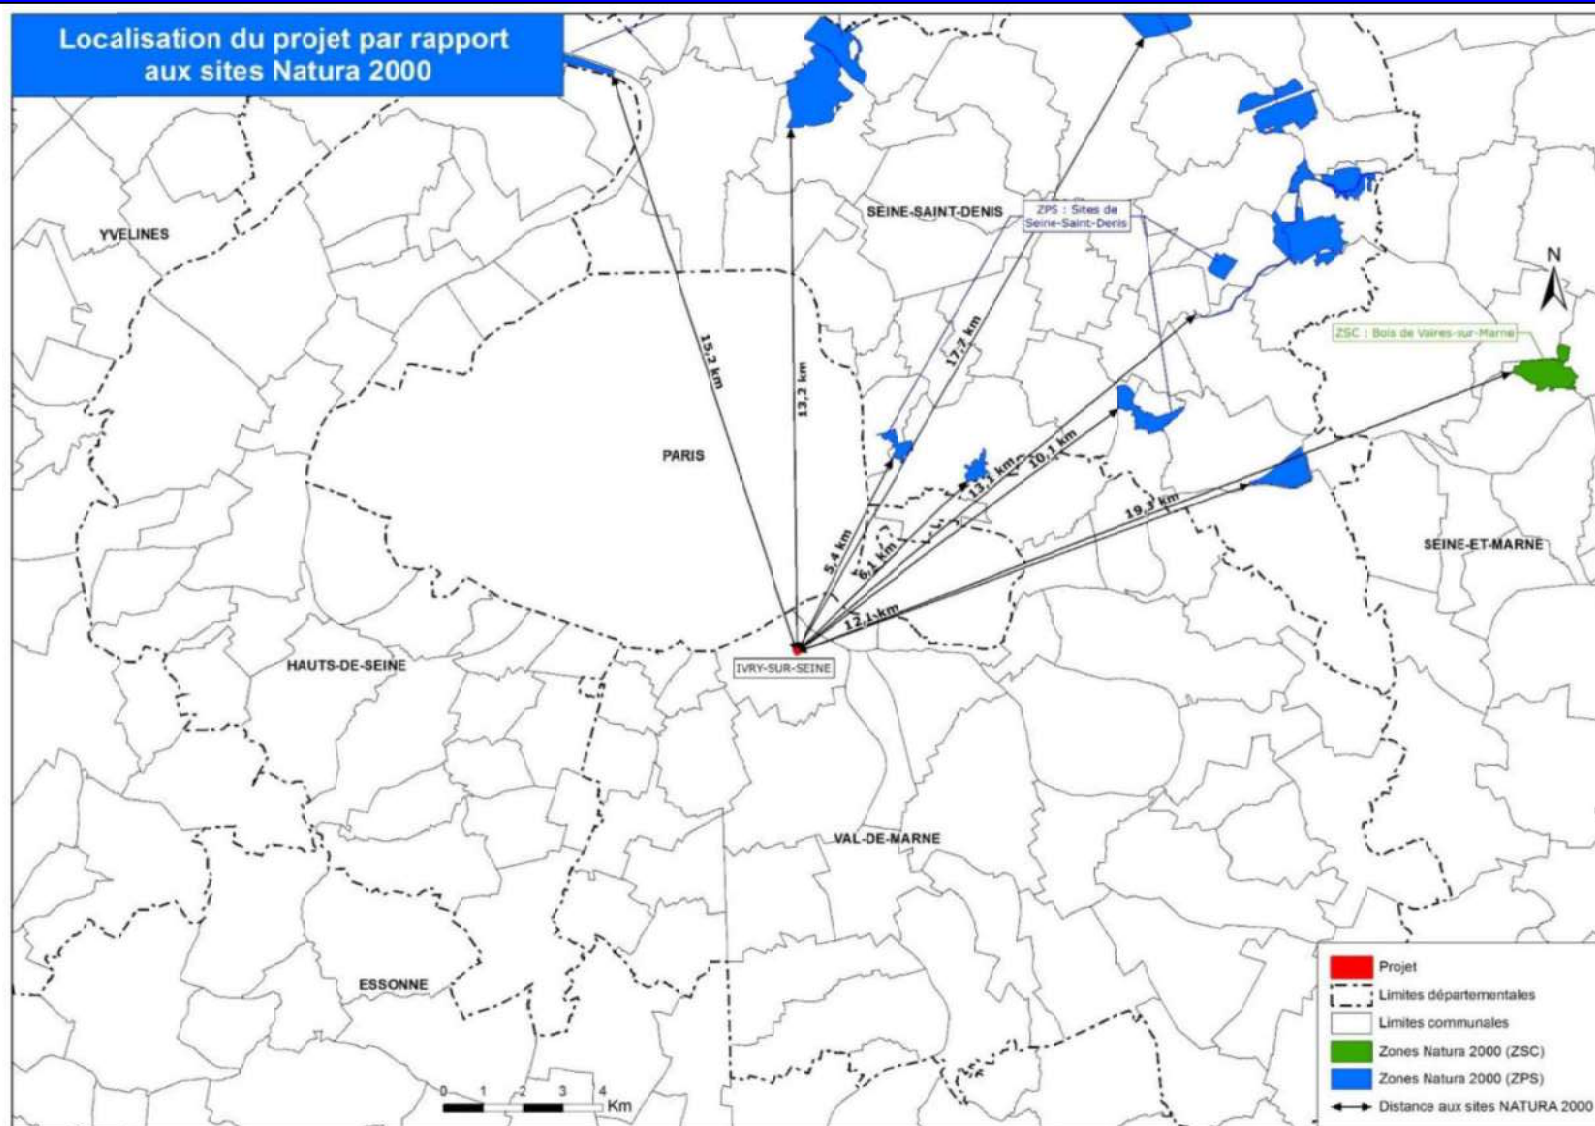 Localisation du projet par rapport
aux sites Natura 2000
YVELINES
SEINE-SAINT-DENIS
ZPS : Sites de
Seine-Saint-Denis
N
ZSC : Bois de Vaires-sur-Marne
15,2 km
13,2 km
17,7 km
PARIS
10,1 km
13,1 km
19,3 km
5,4 km
6,1 km
12,1 km
SEINE-ET-MARNE
HAUTS-DE-SEINE
IVRY-SUR-SEINE
VAL-DE-MARNE
ESSONNE
0 1 2 3 4
Km
Projet
Limites départementales
Limites communales
Zones Natura 2000 (ZSC)
Zones Natura 2000 (ZPS)
Distance aux sites NATURA 2000